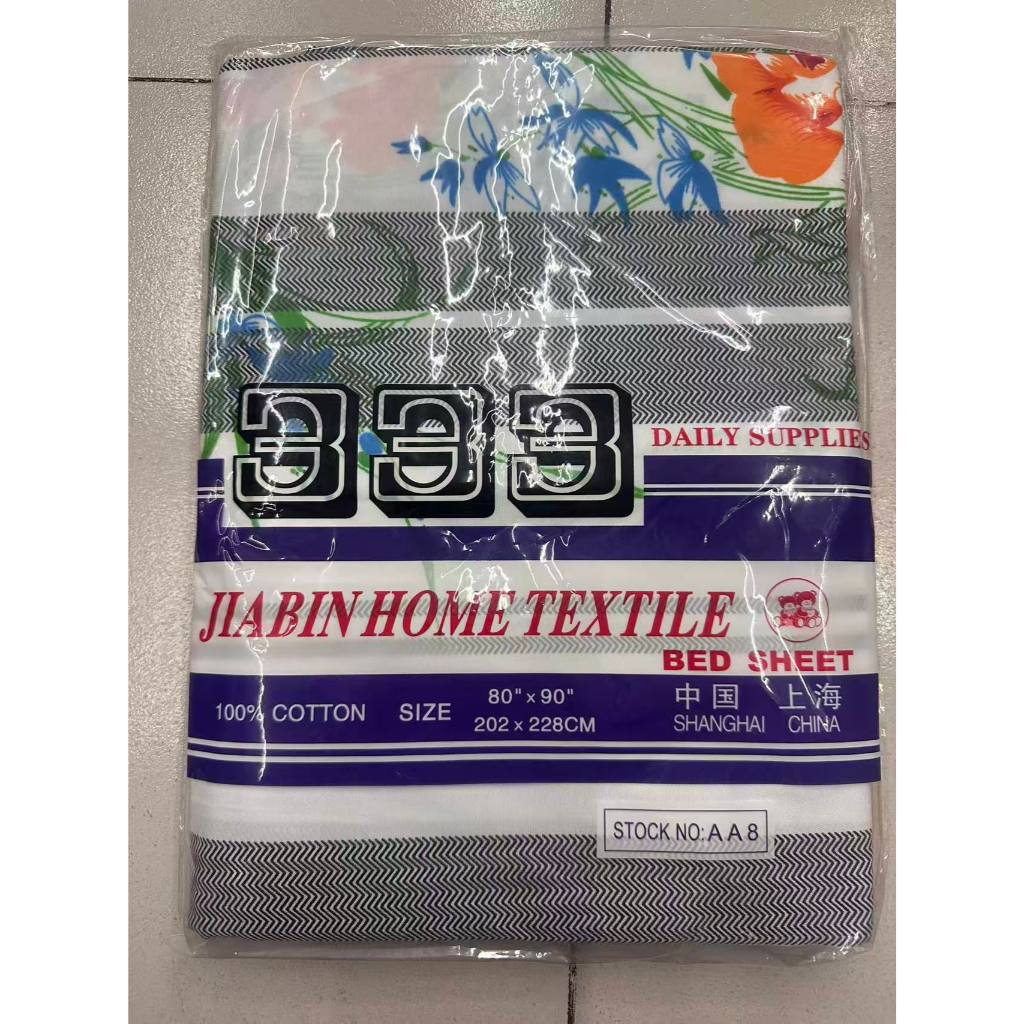 333
DAILY SUPPLIES
JIABIN HOME TEXTILE
BED SHEET
100% COTTON SIZE 80" x 90"
202 x 228CM
中国 上海
SHANGHAI CHINA
STOCK NO: A A 8